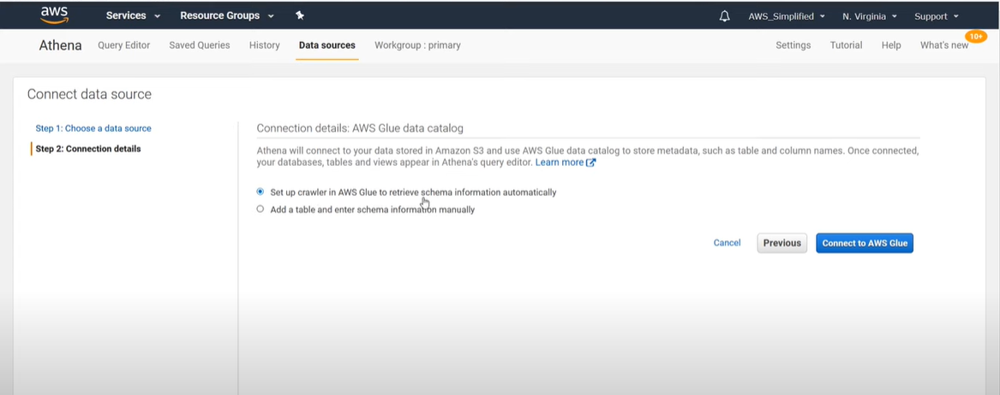 aws Services Resource Groups AWS_Simplified N. Virginia Support
Athena Query Editor Saved Queries History Data sources Workgroup : primary Settings Tutorial Help What's new 10+
Connect data source
Step 1: Choose a data source
Step 2: Connection details
Connection details: AWS Glue data catalog
Athena will connect to your data stored in Amazon S3 and use AWS Glue data catalog to store metadata, such as table and column names. Once connected,
your databases, tables and views appear in Athena's query editor. Learn more
Set up crawler in AWS Glue to retrieve schema information automatically
Add a table and enter schema information manually
Cancel Previous Connect to AWS Glue